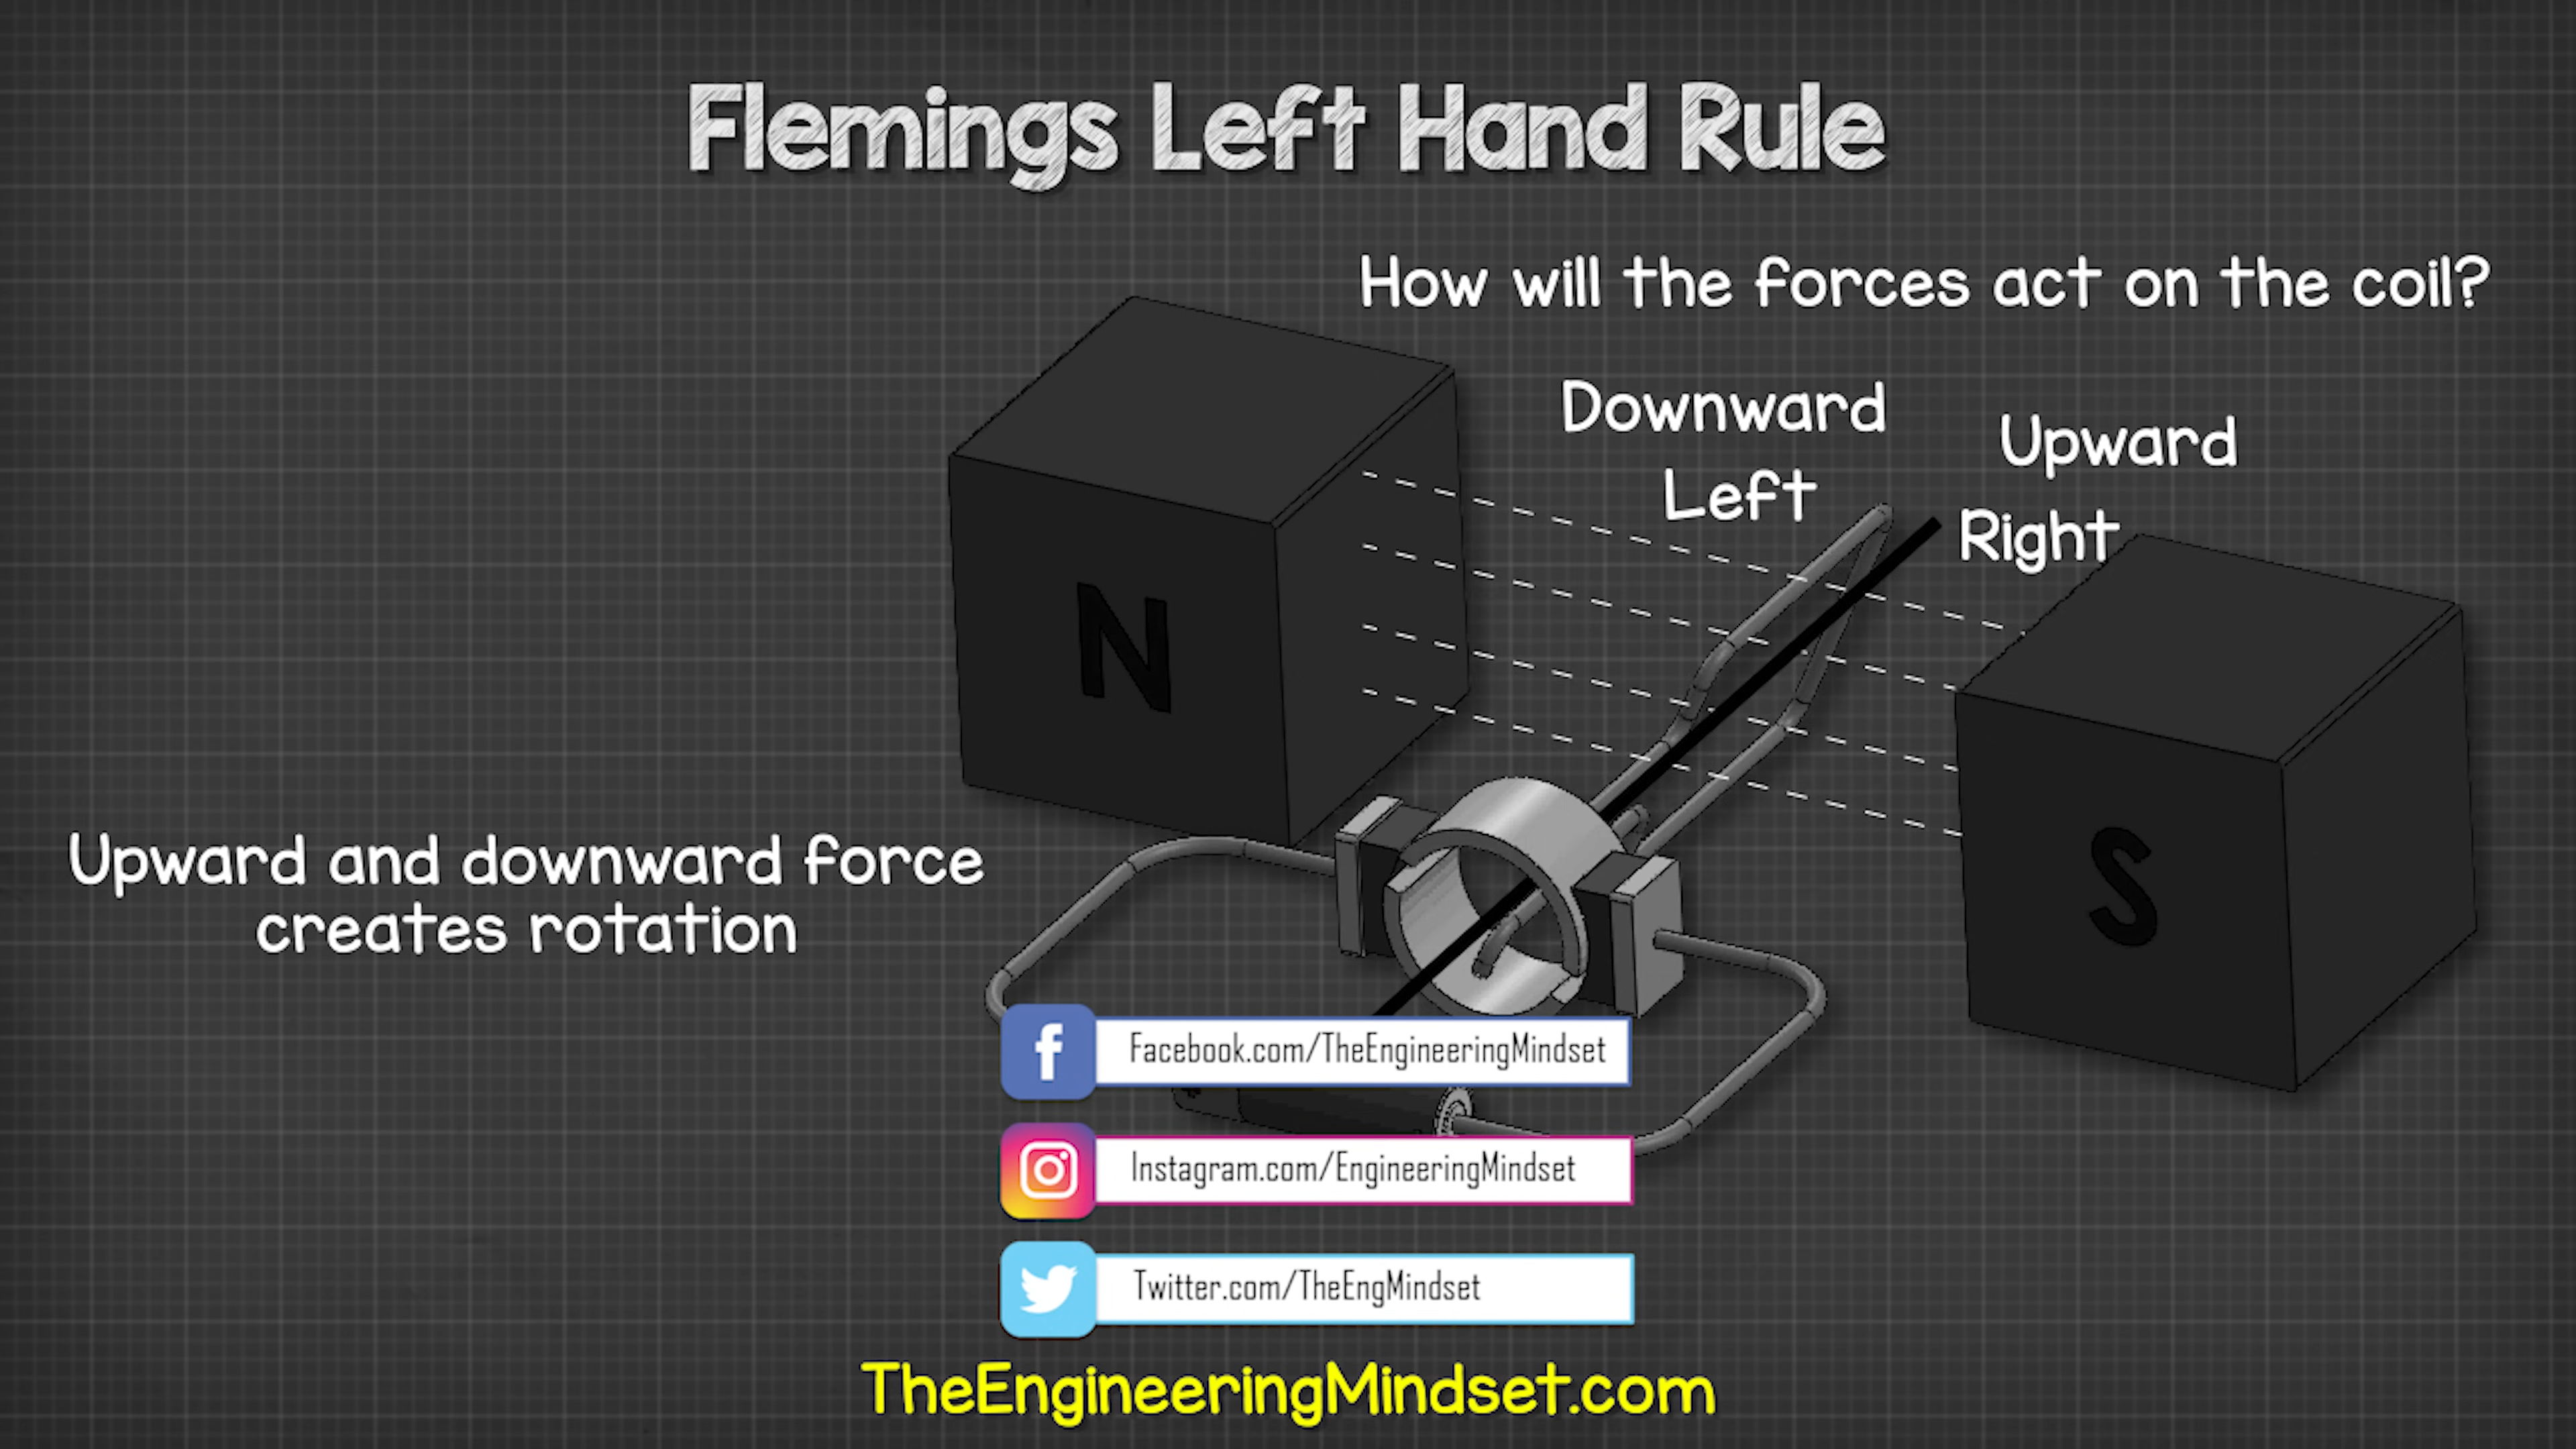 Flemings Left Hand Rule
How will the forces act on the coil?
Downward
Left
Upward
Right
N
S
Upward and downward force
creates rotation
f
Facebook.com/TheEngineeringMindset
Instagram.com/EngineeringMindset
Twitter.com/TheEngMindset
TheEngineeringMindset.com